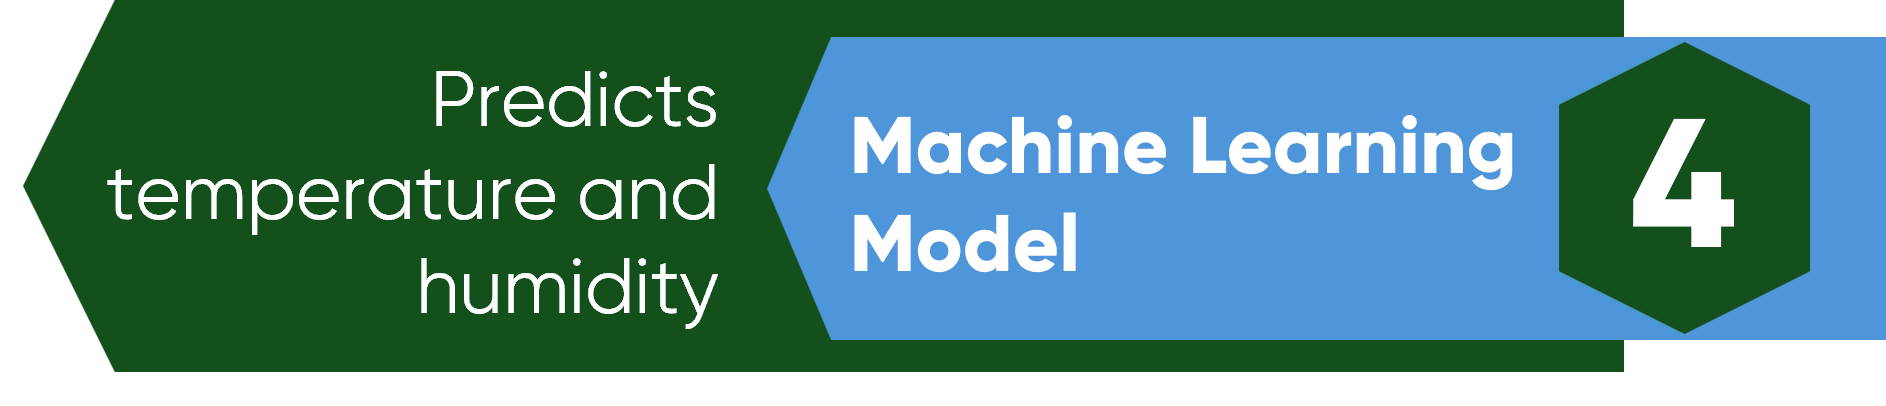 Predicts
temperature and
humidity
Machine Learning
Model
4